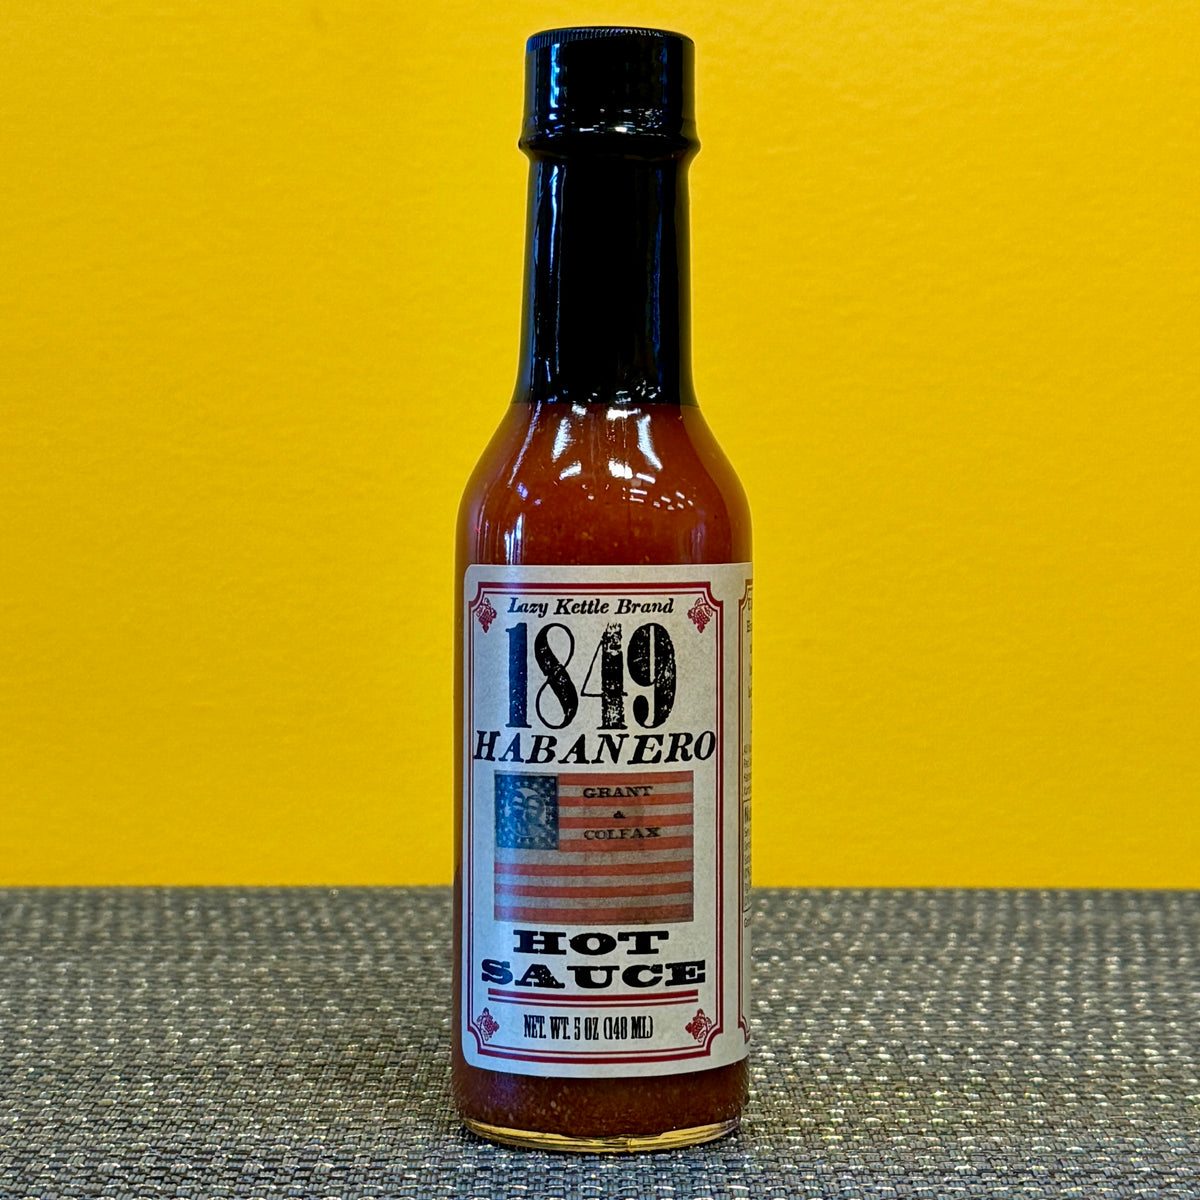 Lazy Kettle Brand
1849
HABANERO
GRANT
&
COLFAX
HOT
SAUCE
NET. WT. 5 OZ (148 ML)